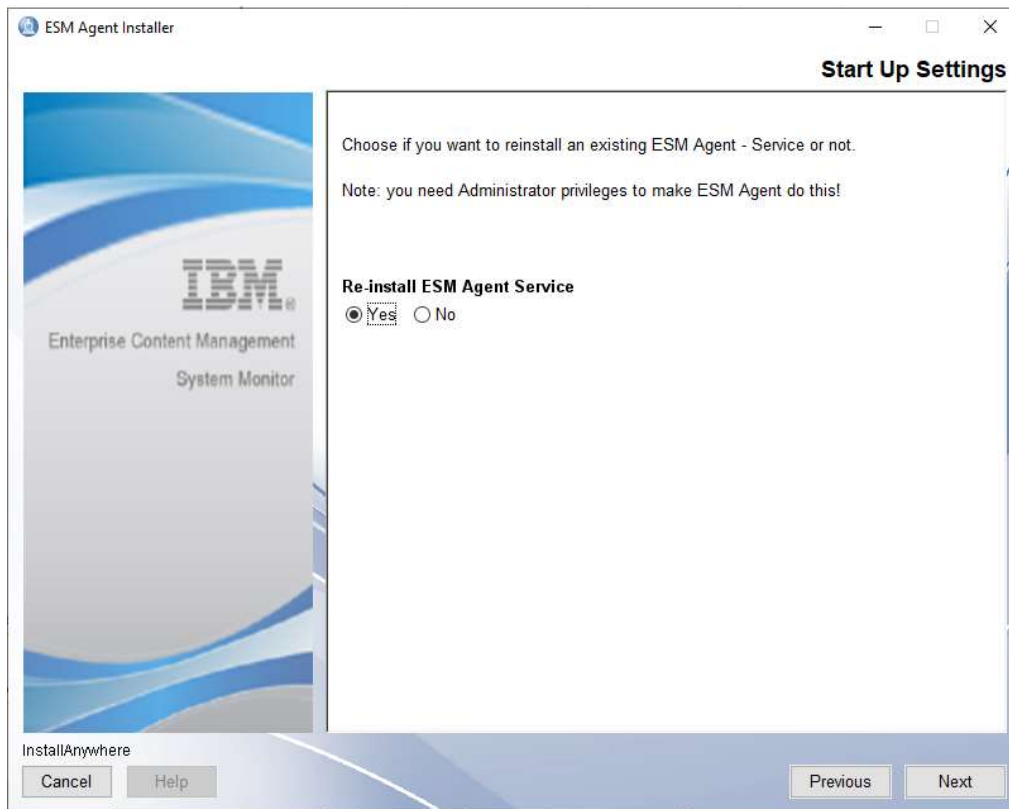 ESM Agent Installer
Start Up Settings
Choose if you want to reinstall an existing ESM Agent - Service or not.
Note: you need Administrator privileges to make ESM Agent do this!
IBM®
Enterprise Content Management
System Monitor
Re-install ESM Agent Service
Yes No
InstallAnywhere
Cancel Help Previous Next